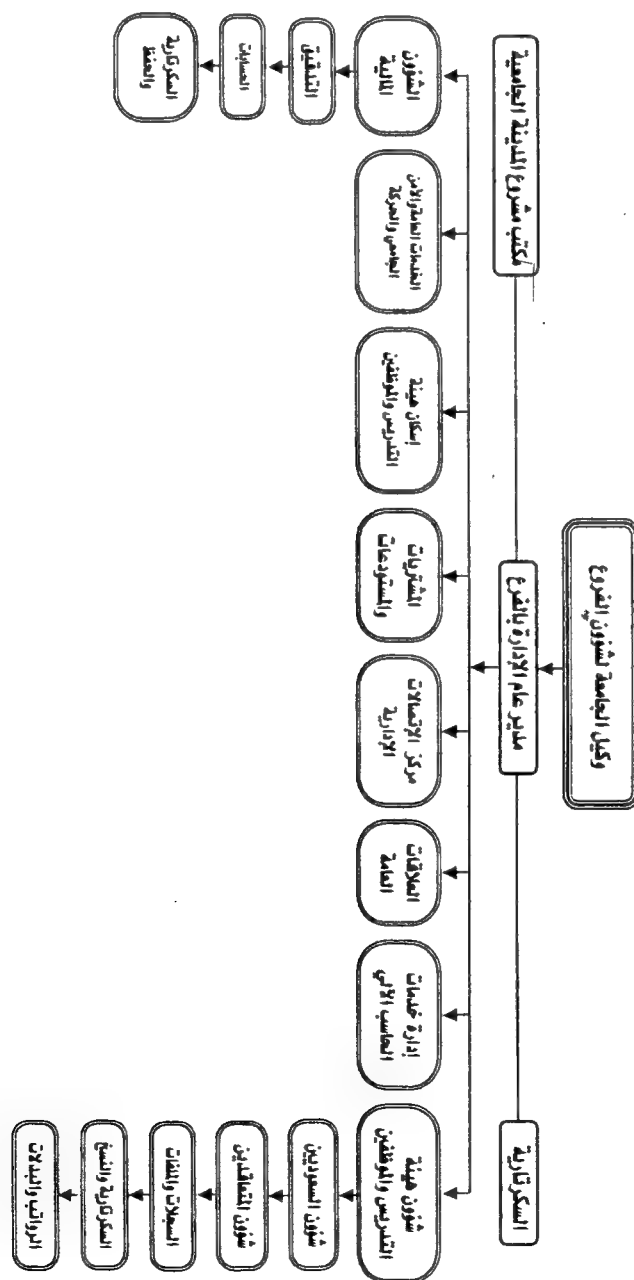 وكيل الجامعة لشؤون الفروع
مدير عام الإدارة بالفرع
السكرتارية
مكتب مشروع المدينة الجامعية
شؤون هيئة
التدريس والموظفين
إدارة خدمات
الحاسب الآلي
العلاقات
العامة
مركز الإتصالات
الإدارية
المشتريات
والمستودعات
إسكان هيئة
التدريس والموظفين
الخدمات العامة والأمن
الجامعي والحركة
الشؤون
المالية
شؤون السعوديين
شؤون المتعاقدين
السجلات والملفات
السكرتارية والنسخ
الرواتب والبدلات
التدقيق
الحسابات
السكرتارية
والحفظ